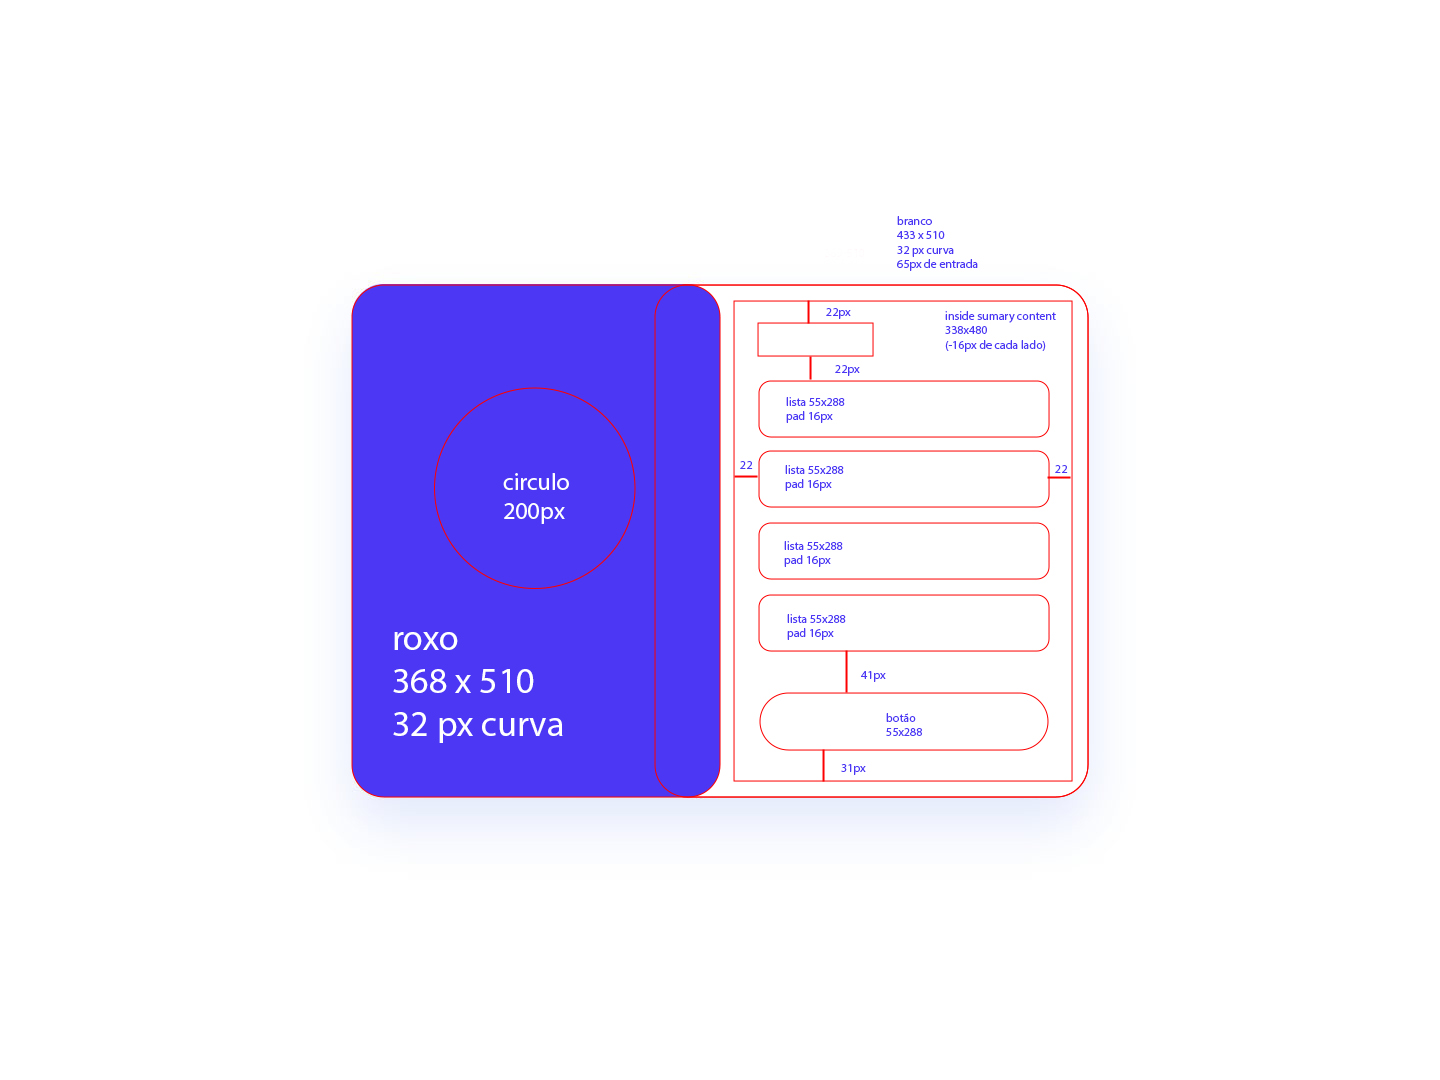 branco
433 x 510
32 px curva
65px de entrada
22px
inside sumary content
338x480
(-16px de cada lado)
22px
lista 55x288
pad 16px
22
lista 55x288
pad 16px
22
circulo
200px
lista 55x288
pad 16px
lista 55x288
pad 16px
roxo
368 x 510
32 px curva
41px
botão
55x288
31px